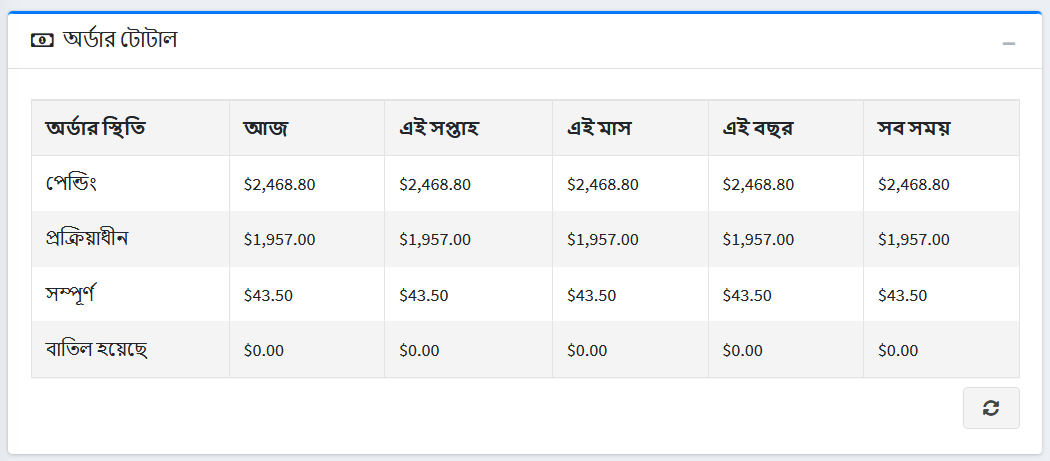 অর্ডার টোটাল
অর্ডার স্থিতি আজ এই সপ্তাহ এই মাস এই বছর সব সময়
পেন্ডিং $2,468.80 $2,468.80 $2,468.80 $2,468.80 $2,468.80
প্রক্রিয়াধীন $1,957.00 $1,957.00 $1,957.00 $1,957.00 $1,957.00
সম্পূর্ণ $43.50 $43.50 $43.50 $43.50 $43.50
বাতিল হয়েছে $0.00 $0.00 $0.00 $0.00 $0.00